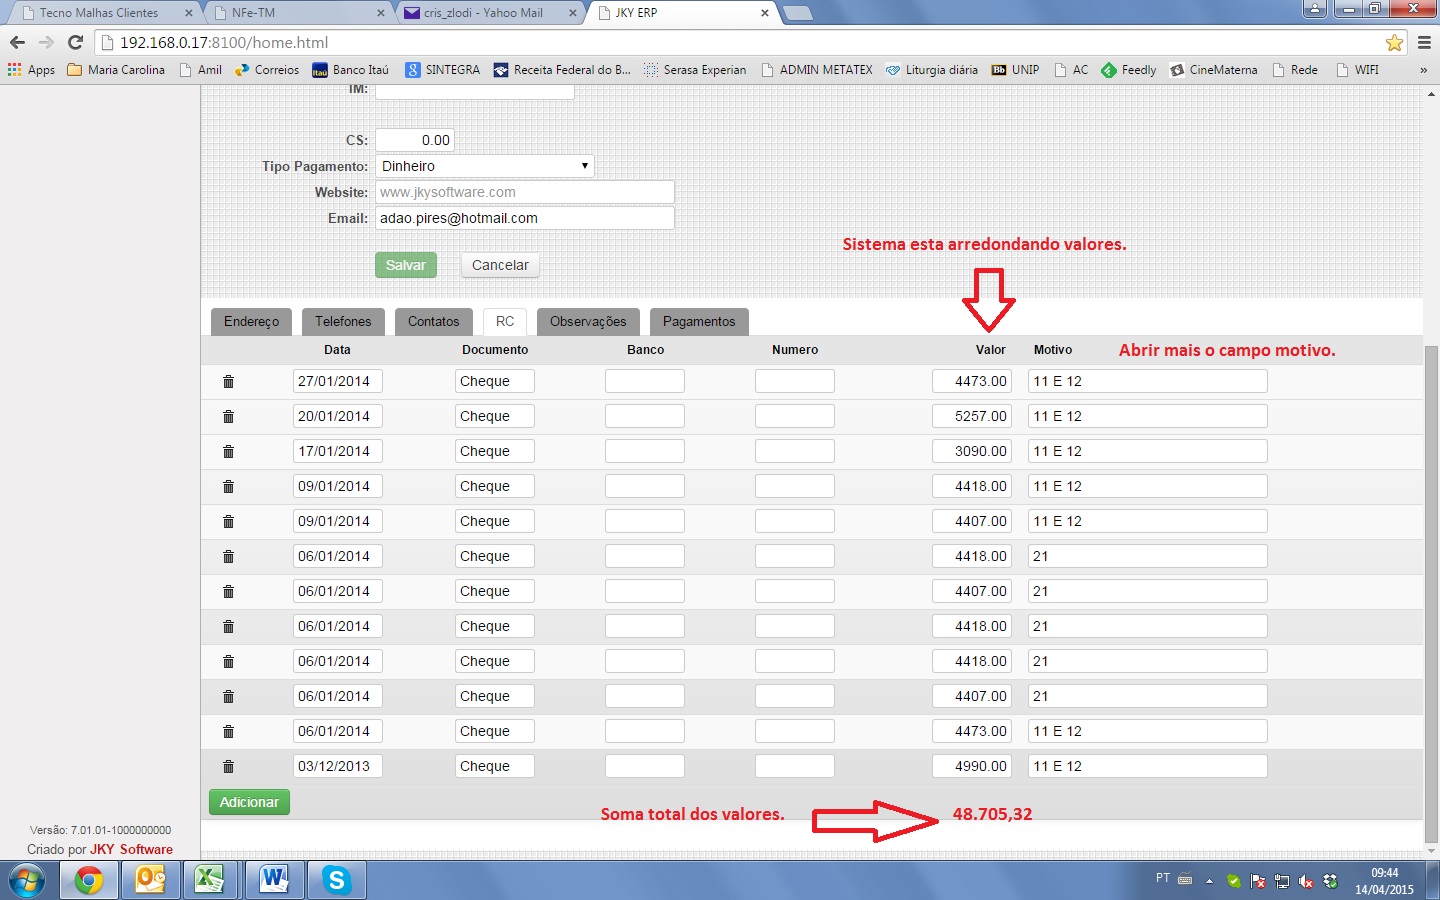 Tecno Malhas Clientes
NFe-TM
cris_zlodi - Yahoo Mail
JKY ERP
192.168.0.17:8100/home.html
Apps Maria Carolina Amil Correios Banco Itaú SINTEGRA Receita Federal do B... Serasa Experian ADMIN METATEX Liturgia diária UNIP AC Feedly CineMaterna Rede WIFI »
IM:
CS: 0.00
Tipo Pagamento: Dinheiro
Website: www.jkysoftware.com
Email: adao.pires@hotmail.com
Sistema esta arredondando valores.
Salvar Cancelar
Endereço Telefones Contatos RC Observações Pagamentos
Data Documento Banco Numero Valor Motivo Abrir mais o campo motivo.
27/01/2014 Cheque 4473.00 11 E 12
20/01/2014 Cheque 5257.00 11 E 12
17/01/2014 Cheque 3090.00 11 E 12
09/01/2014 Cheque 4418.00 11 E 12
09/01/2014 Cheque 4407.00 11 E 12
06/01/2014 Cheque 4418.00 21
06/01/2014 Cheque 4407.00 21
06/01/2014 Cheque 4418.00 21
06/01/2014 Cheque 4418.00 21
06/01/2014 Cheque 4407.00 21
06/01/2014 Cheque 4473.00 11 E 12
03/12/2013 Cheque 4990.00 11 E 12
Adicionar
Soma total dos valores. 48.705,32
Versão: 7.01.01-1000000000
Criado por JKY Software
PT
09:44
14/04/2015